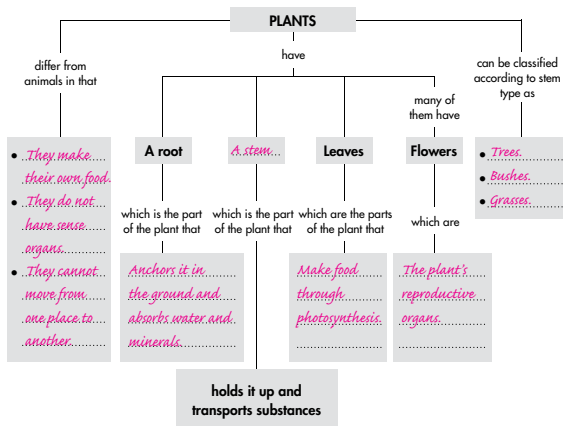 PLANTS
differ from
animals in that
• They make
their own food.
• They do not
have sense
organs.
• They cannot
move from
one place to
another.
have
A root
which is the part
of the plant that
Anchors it in
the ground and
absorbs water and
minerals.
A stem.
which is the part
of the plant that
holds it up and
transports substances
Leaves
which are the parts
of the plant that
Make food
through
photosynthesis.
many of
them have
Flowers
which are
The plant's
reproductive
organs.
can be classified
according to stem
type as
• Trees.
• Bushes.
• Grasses.